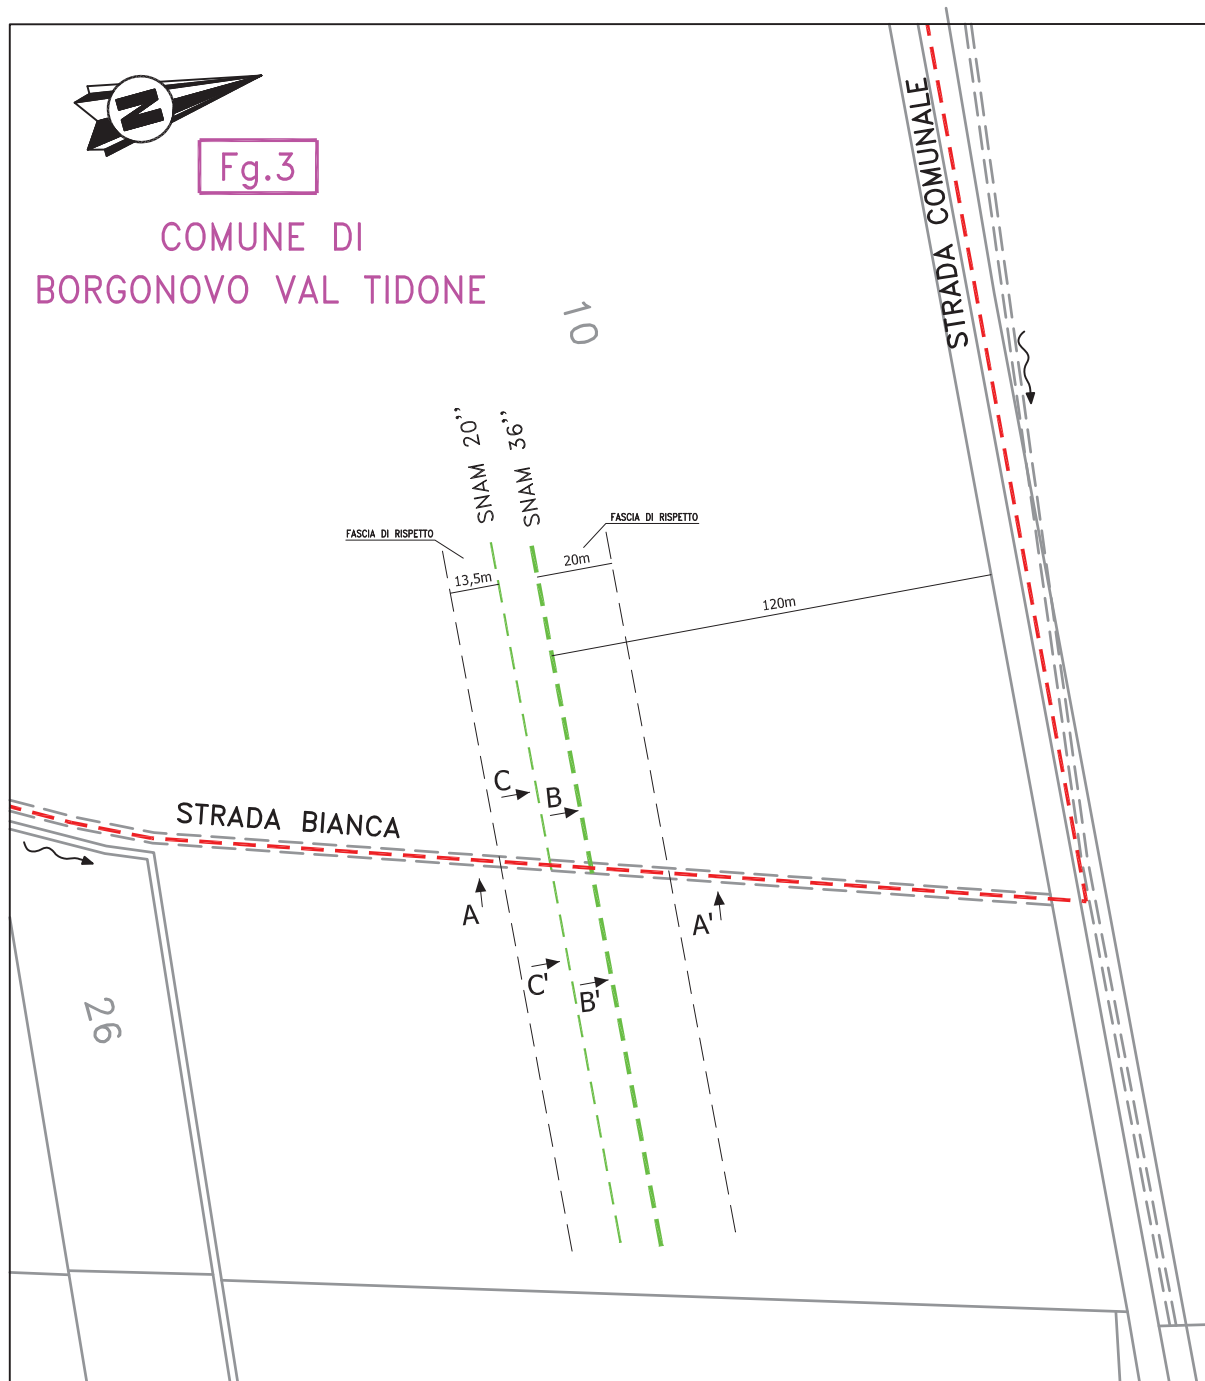 N
Fg.3
COMUNE DI
BORGONOVO VAL TIDONE
STRADA COMUNALE
10
SNAM 20''
SNAM 36''
FASCIA DI RISPETTO
FASCIA DI RISPETTO
13,5m
20m
120m
C
B
STRADA BIANCA
A
A'
C'
B'
26